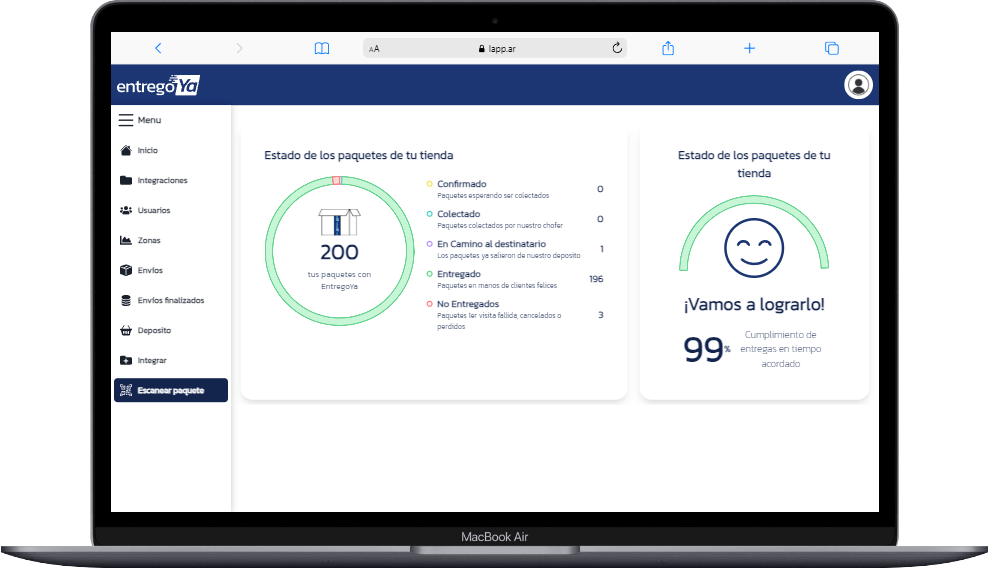 AA
lapp.ar
entregoYa
Menu
Inicio
Integraciones
Usuarios
Zonas
Envíos
Envíos finalizados
Deposito
Integrar
Escanear paquete
Estado de los paquetes de tu tienda
200
tus paquetes con
EntregoYa
Confirmado
0
Paquetes esperando ser colectados
Colectado
0
Paquetes colectados por nuestro chofer
En Camino al destinatario
1
Los paquetes ya salieron de nuestro deposito
Entregado
196
Paquetes en manos de clientes felices
No Entregados
3
Paquetes 1er visita fallida, cancelados o
perdidos
Estado de los paquetes de tu
tienda
¡Vamos a lograrlo!
99%
Cumplimiento de
entregas en tiempo
acordado
MacBook Air